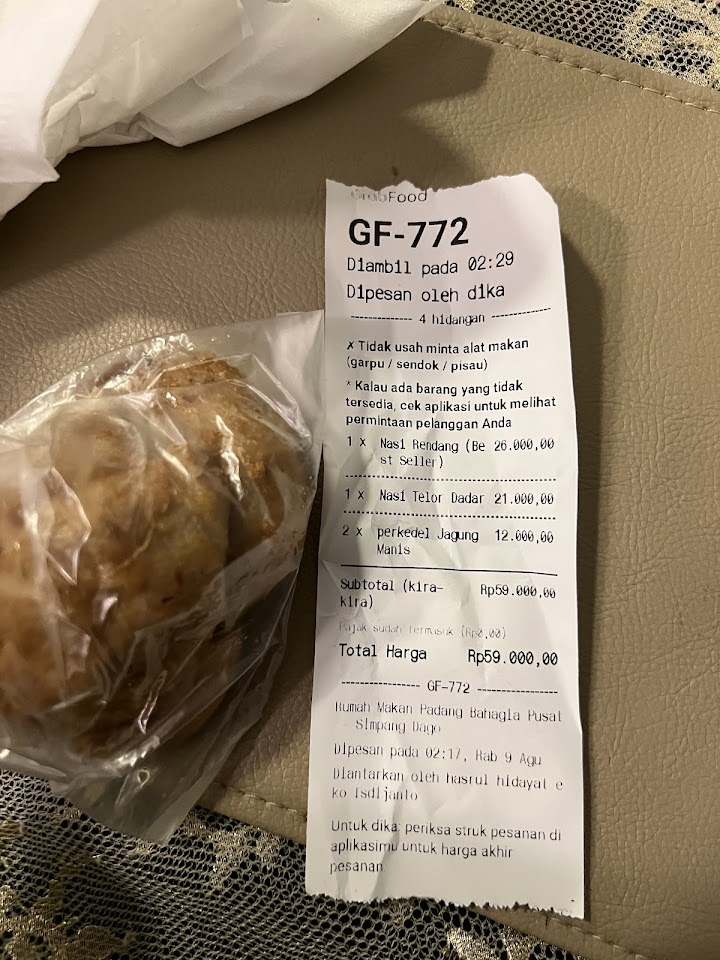 GrabFood
GF-772
Diambil pada 02:29
Dipesan oleh dika
4 hidangan
✗ Tidak usah minta alat makan
(garpu / sendok / pisau)
* Kalau ada barang yang tidak
tersedia, cek aplikasi untuk melihat
permintaan pelanggan Anda
1 X Nasi Rendang (Be 26.000,00
st Seller)
1 X Nasi Telor Dadar 21.000,00
2 x perkedel Jagung 12.000,00
Manis
Subtotal (kira- Rp59.000,00
kira)
Pajak sudah termasuk (Rp0,00)
Total Harga Rp59.000,00
GF-772
Rumah Makan Padang Bahagia Pusat
- Simpang Dago
Dipesan pada 02:17, Rab 9 Agu
Diantarkan oleh hasrul hidayat e
ko isdijanto
Untuk dika: periksa struk pesanan di
aplikasimu untuk harga akhir
pesanan.